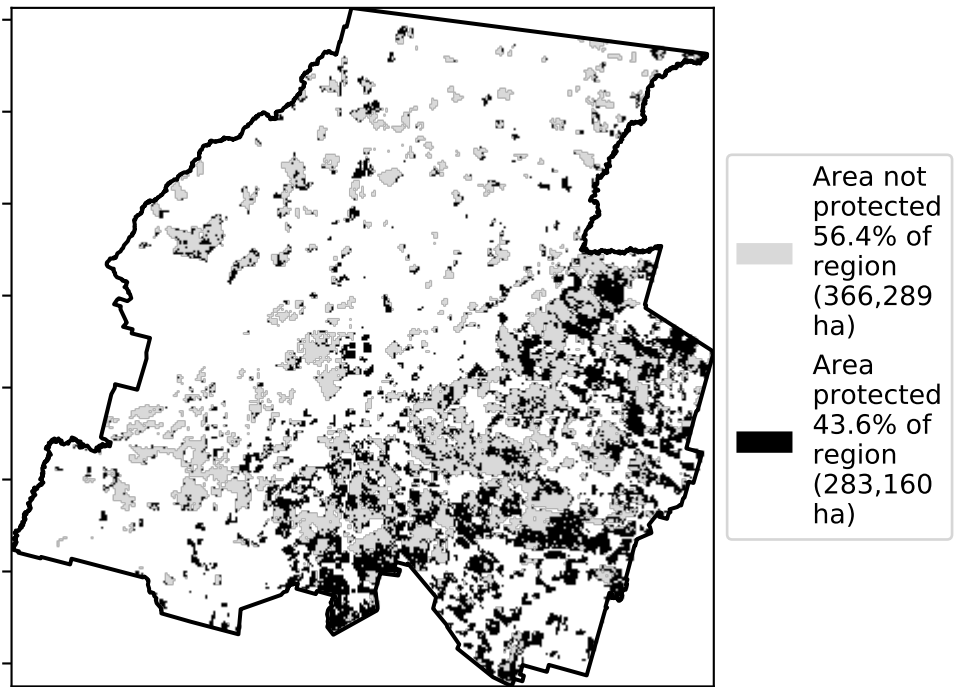 Area not
protected
56.4% of
region
(366,289
ha)
Area
protected
43.6% of
region
(283,160
ha)